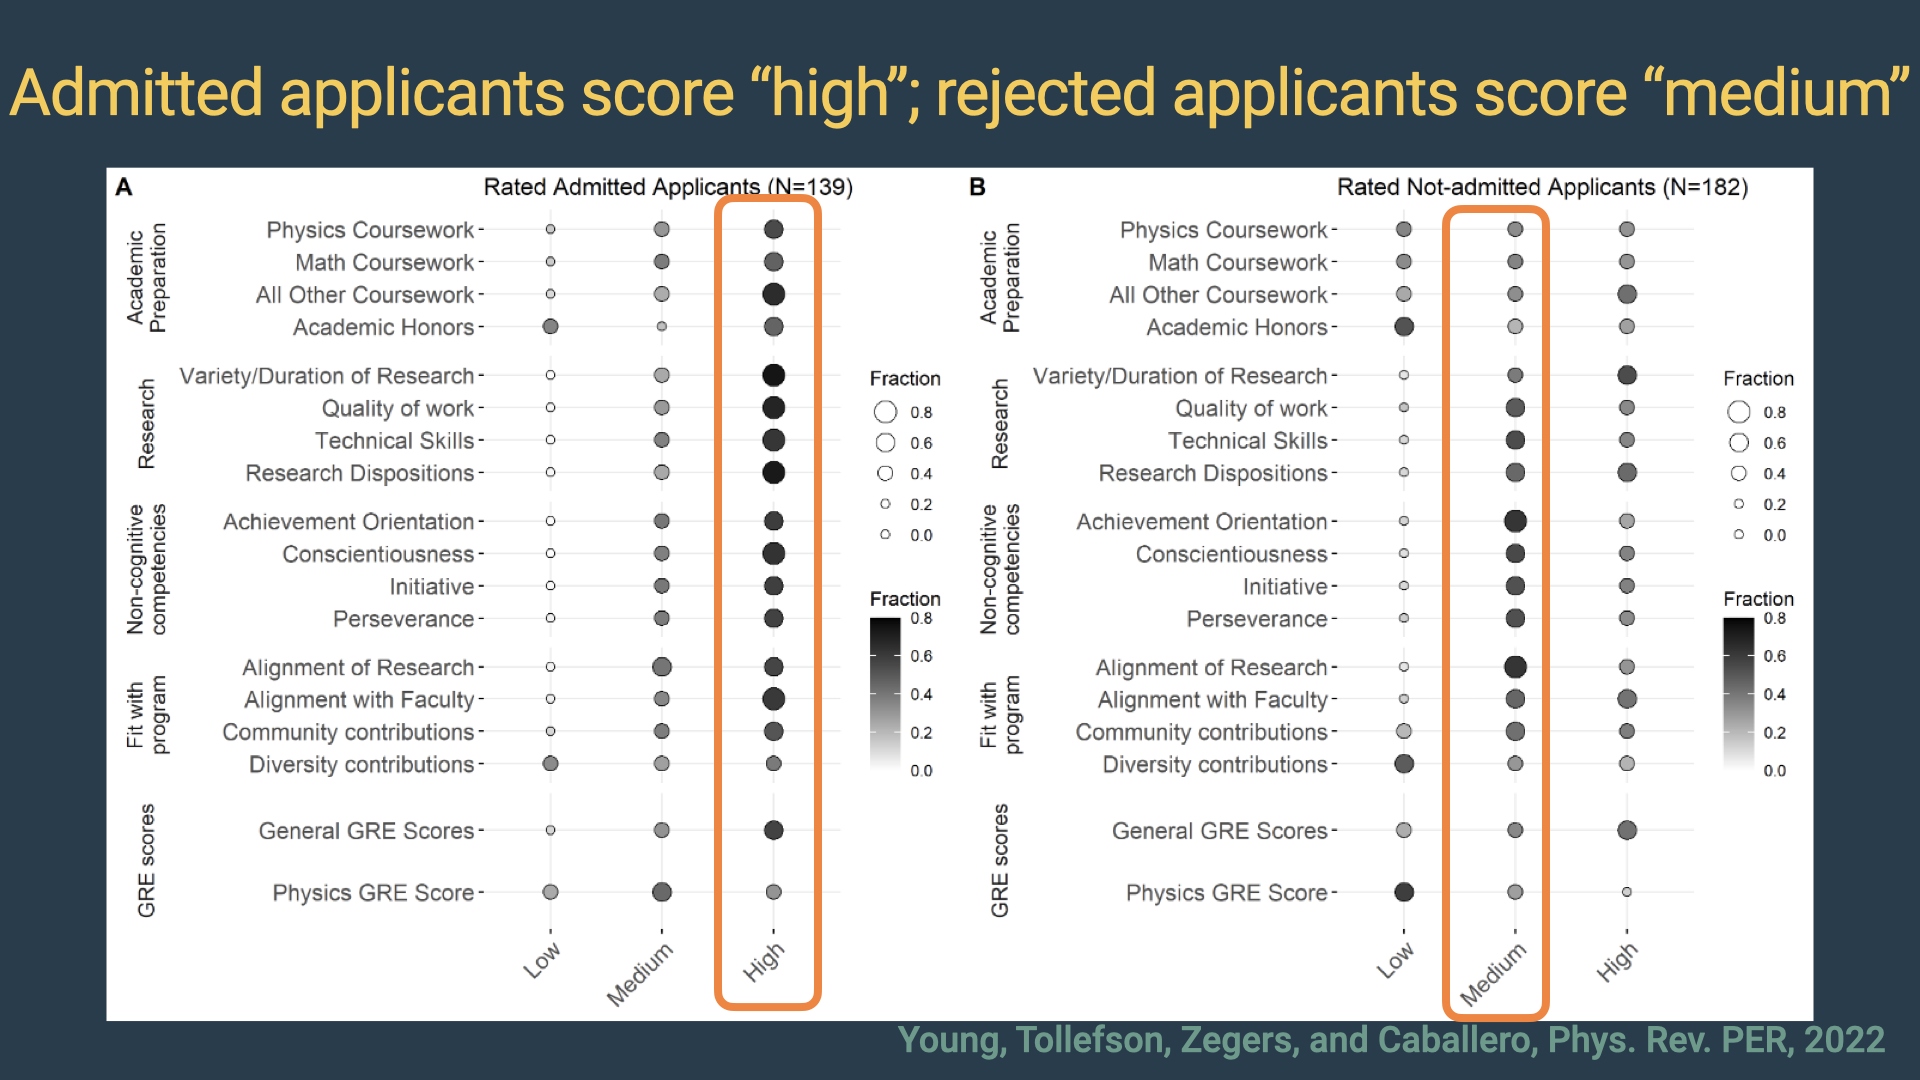 Admitted applicants score “high”; rejected applicants score “medium”
A
Rated Admitted Applicants (N=139)
Academic
Preparation
Physics Coursework
Math Coursework
All Other Coursework
Academic Honors
Research
Variety/Duration of Research
Quality of work
Technical Skills
Research Dispositions
Non-cognitive
competencies
Achievement Orientation
Conscientiousness
Initiative
Perseverance
Fit with
program
Alignment of Research
Alignment with Faculty
Community contributions
Diversity contributions
GRE scores
General GRE Scores
Physics GRE Score
Low
Medium
High
Fraction
0.8
0.6
0.4
0.2
0.0
Fraction
0.8
0.6
0.4
0.2
0.0
B
Rated Not-admitted Applicants (N=182)
Academic
Preparation
Physics Coursework
Math Coursework
All Other Coursework
Academic Honors
Research
Variety/Duration of Research
Quality of work
Technical Skills
Research Dispositions
Non-cognitive
competencies
Achievement Orientation
Conscientiousness
Initiative
Perseverance
Fit with
program
Alignment of Research
Alignment with Faculty
Community contributions
Diversity contributions
GRE scores
General GRE Scores
Physics GRE Score
Low
Medium
High
Fraction
0.8
0.6
0.4
0.2
0.0
Fraction
0.8
0.6
0.4
0.2
0.0
Young, Tollefson, Zegers, and Caballero, Phys. Rev. PER, 2022